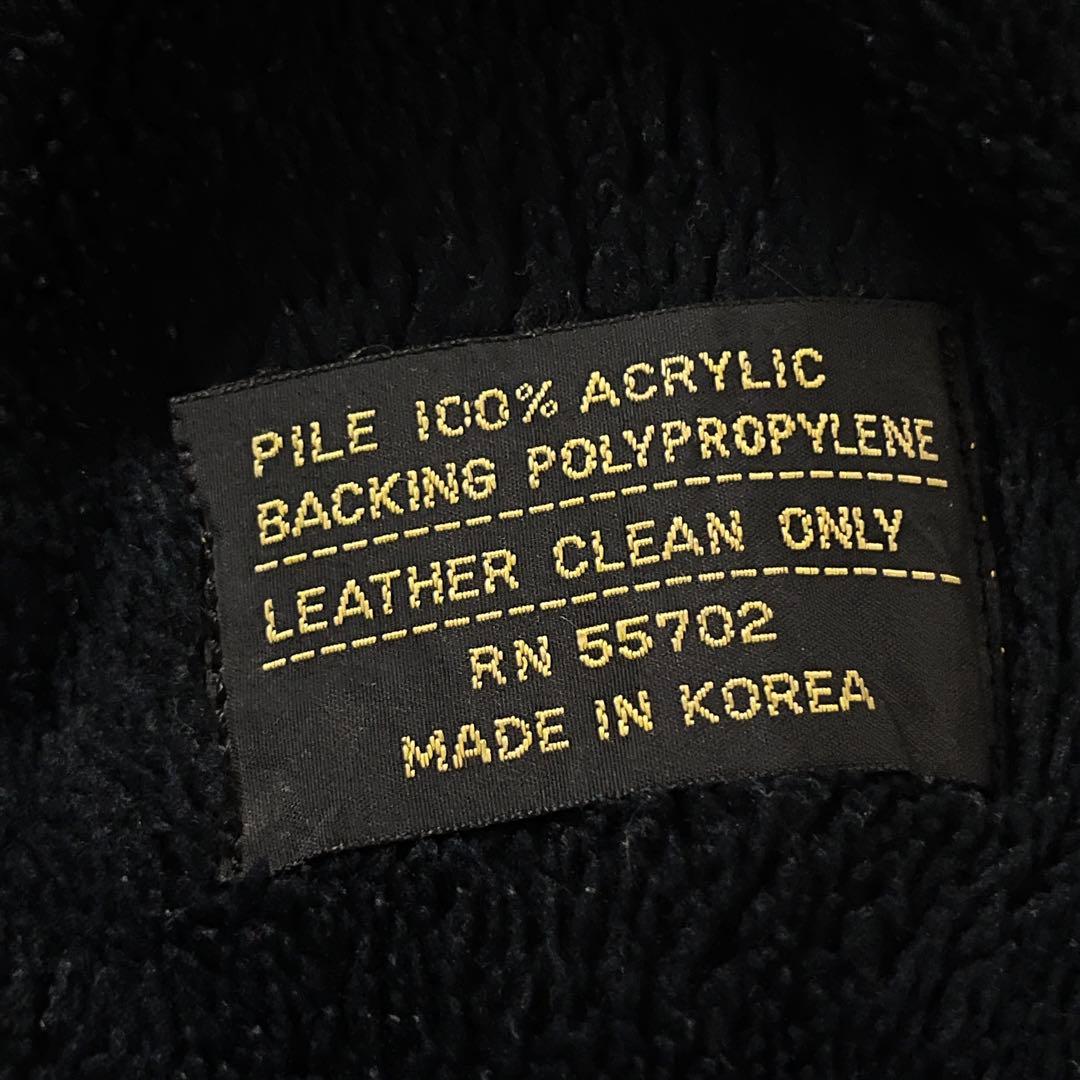 PILE 100% ACRYLIC
BACKING POLYPROPYLENE
LEATHER CLEAN ONLY
RN 55702
MADE IN KOREA